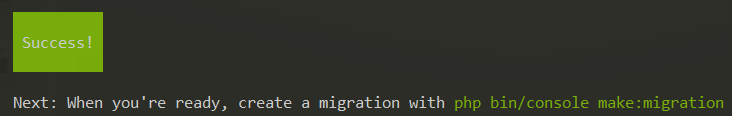 Success!
Next: When you're ready, create a migration with php bin/console make:migration